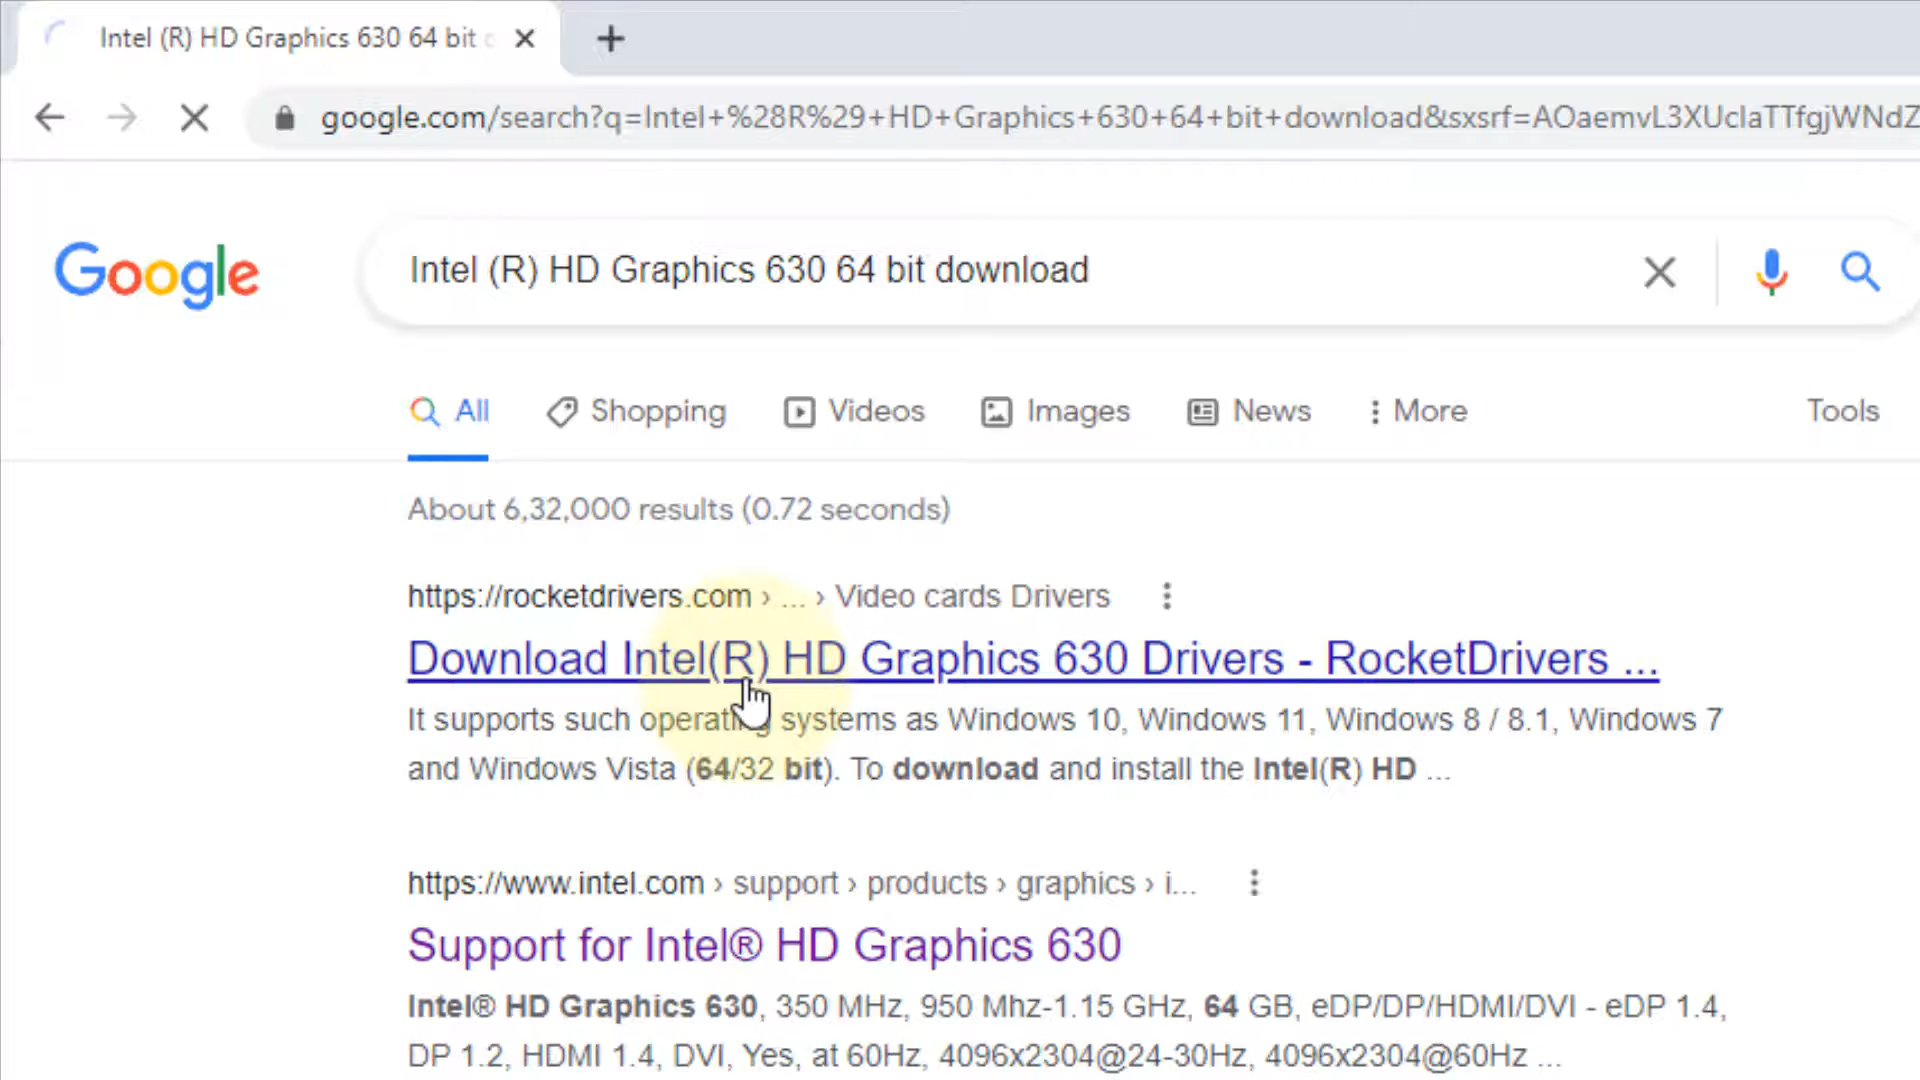 Intel (R) HD Graphics 630 64 bit
google.com/search?q=Intel+%28R%29+HD+Graphics+630+64+bit+download&sxsrf=AOaemvL3XUclaTTfgjWNdZ
Google
Intel (R) HD Graphics 630 64 bit download
All Shopping Videos Images News More Tools
About 6,32,000 results (0.72 seconds)
https://rocketdrivers.com › ... › Video cards Drivers
Download Intel(R) HD Graphics 630 Drivers - RocketDrivers ...
It supports such operating systems as Windows 10, Windows 11, Windows 8 / 8.1, Windows 7
and Windows Vista (64/32 bit). To download and install the Intel(R) HD ...
https://www.intel.com › support › products › graphics › i...
Support for Intel® HD Graphics 630
Intel® HD Graphics 630, 350 MHz, 950 Mhz-1.15 GHz, 64 GB, eDP/DP/HDMI/DVI - eDP 1.4,
DP 1.2, HDMI 1.4, DVI, Yes, at 60Hz, 4096x2304@24-30Hz, 4096x2304@60Hz ...